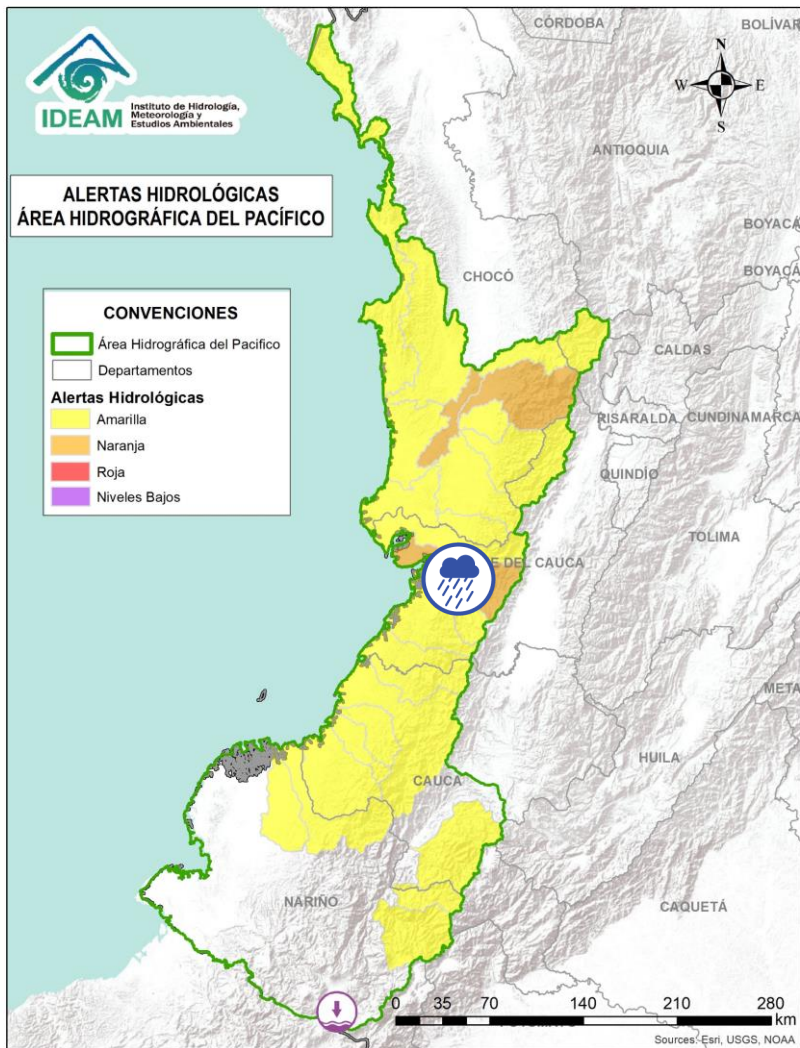 IDEAM
Instituto de Hidrología,
Meteorología y
Estudios Ambientales
ALERTAS HIDROLÓGICAS
ÁREA HIDROGRÁFICA DEL PACÍFICO
CONVENCIONES
Área Hidrográfica del Pacifico
Departamentos
Alertas Hidrológicas
Amarilla
Naranja
Roja
Niveles Bajos
CÓRDOBA
BOLÍVAR
N
W
E
S
ANTIOQUIA
BOYACÁ
BOYACÁ
CHOCÓ
CALDAS
RISARALDA
CUNDINAMARCA
QUINDÍO
TOLIMA
E DEL CAUCA
META
HUILA
CAUCA
NARIÑO
CAQUETÁ
0 35 70 140 210 280
km
Sources: Esri, USGS, NOAA